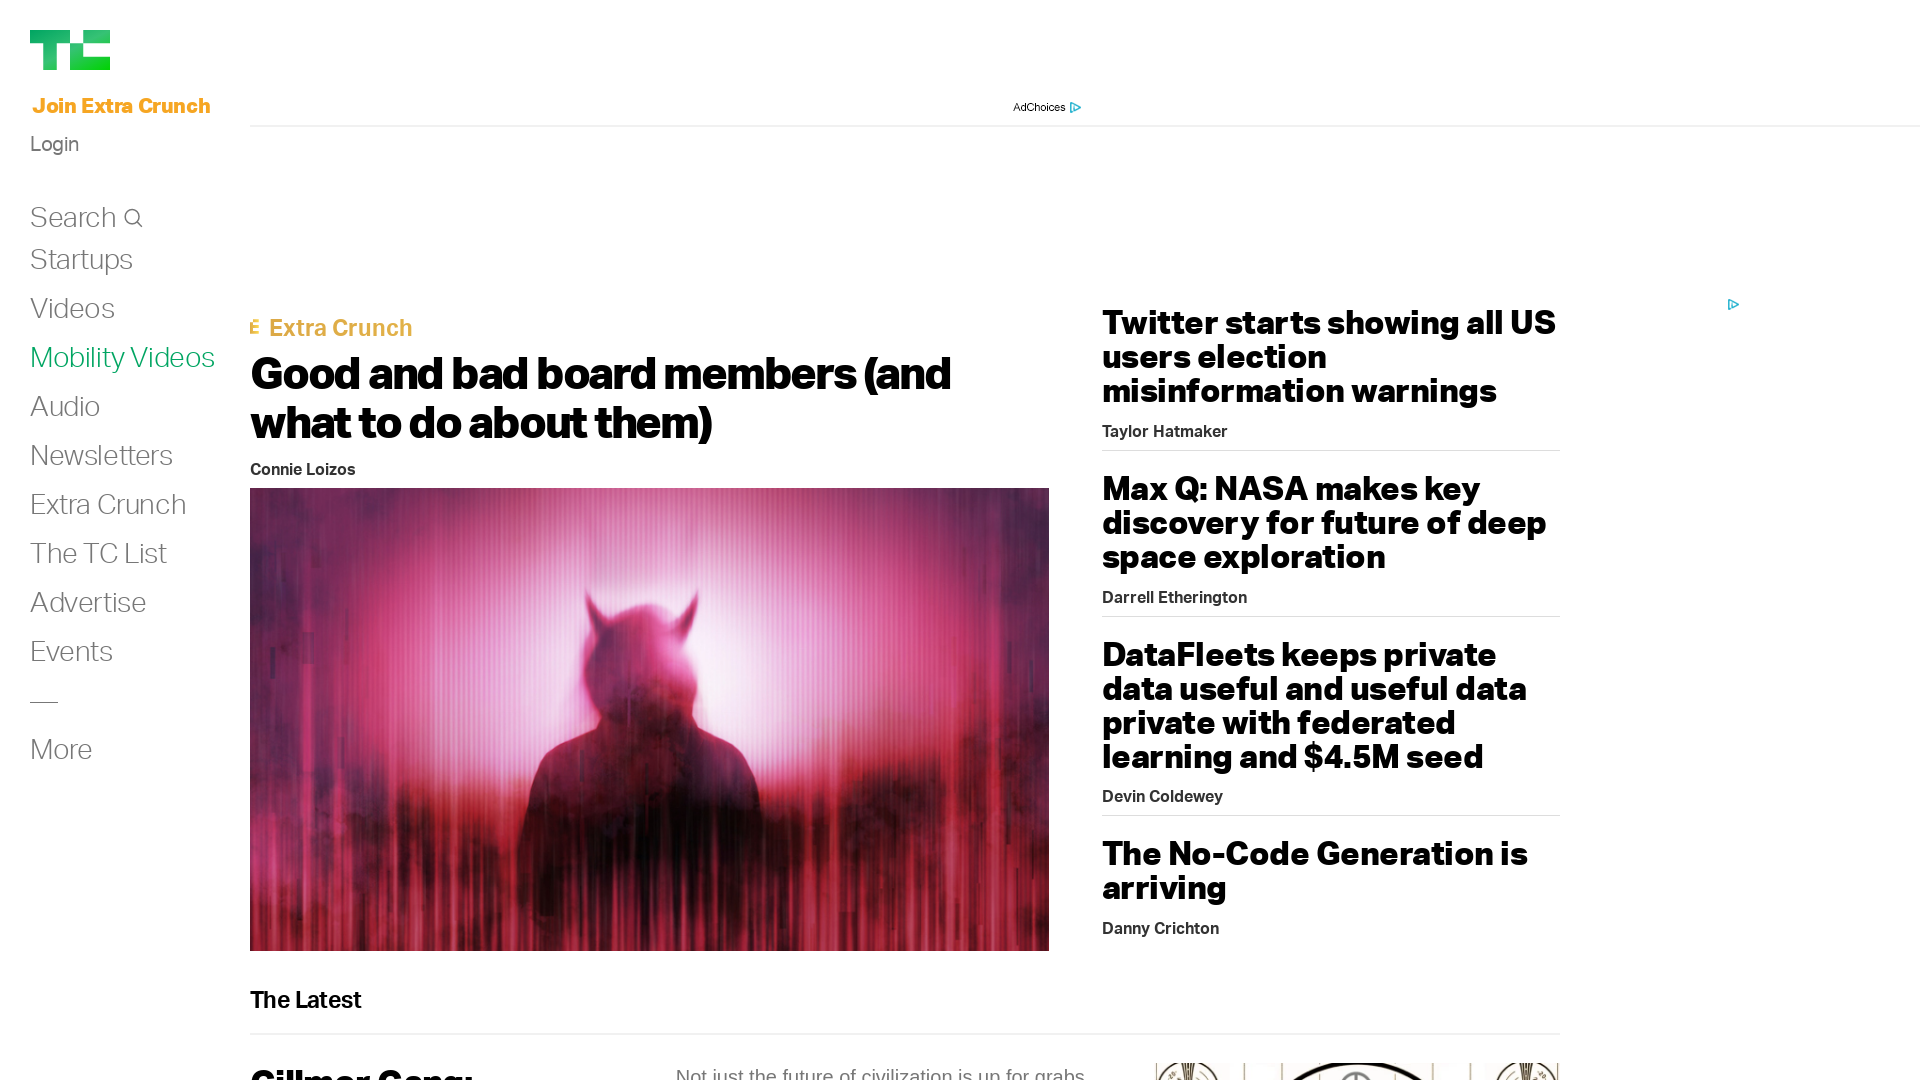 TC
Join Extra Crunch
Login
Search
Startups
Videos
Mobility Videos
Audio
Newsletters
Extra Crunch
The TC List
Advertise
Events
More
AdChoices
Extra Crunch
Good and bad board members (and
what to do about them)
Connie Loizos
Twitter starts showing all US
users election
misinformation warnings
Taylor Hatmaker
Max Q: NASA makes key
discovery for future of deep
space exploration
Darrell Etherington
DataFleets keeps private
data useful and useful data
private with federated
learning and $4.5M seed
Devin Coldewey
The No-Code Generation is
arriving
Danny Crichton
The Latest
Gillmor Gang:
Not just the future of civilization is up for grabs